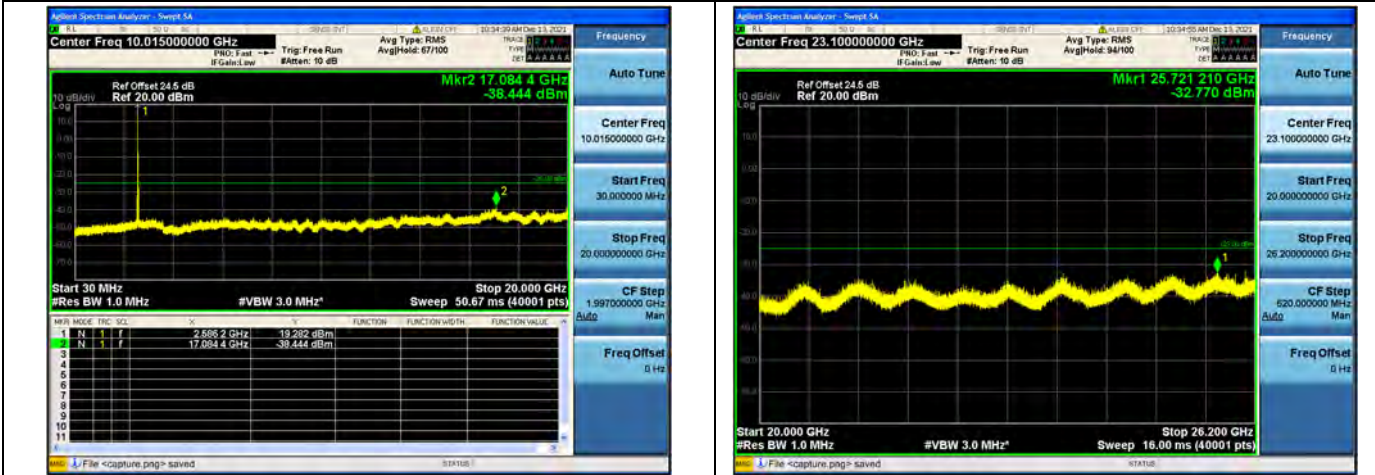 Agilent Spectrum Analyzer - Swept SA
RL
10:34:39 AM Dec 13, 2021
Center Freq 10.015000000 GHz
PNO: Fast
IFGain:Low
Trig: Free Run
#Atten: 10 dB
Avg Type: RMS
Avg|Hold: 67/100
TRACE
TYPE
DET
Frequency
Mkr2 17.084 4 GHz
-38.444 dBm
Ref Offset 24.5 dB
10 dB/div
Ref 20.00 dBm
Log
1
2
Start 30 MHz
Stop 20.000 GHz
#Res BW 1.0 MHz
#VBW 3.0 MHz*
Sweep 50.67 ms (40001 pts)
MKR MODE TRC SCL X Y FUNCTION FUNCTION WIDTH FUNCTION VALUE
1 N 1 f 2.586 2 GHz 19.282 dBm
2 N 1 f 17.084 4 GHz -38.444 dBm
3
4
5
6
7
8
9
10
11
MSG File <capture.png> saved
STATUS
Auto Tune
Center Freq
10.015000000 GHz
Start Freq
30.000000 MHz
Stop Freq
20.000000000 GHz
CF Step
1.997000000 GHz
Auto Man
Freq Offset
0 Hz
Agilent Spectrum Analyzer - Swept SA
RL
10:34:55 AM Dec 13, 2021
Center Freq 23.100000000 GHz
PNO: Fast
IFGain:Low
Trig: Free Run
#Atten: 10 dB
Avg Type: RMS
Avg|Hold: 94/100
TRACE
TYPE
DET
Frequency
Mkr1 25.721 210 GHz
-32.770 dBm
Ref Offset 24.5 dB
10 dB/div
Ref 20.00 dBm
Log
1
Start 20.000 GHz
Stop 26.200 GHz
#Res BW 1.0 MHz
#VBW 3.0 MHz*
Sweep 16.00 ms (40001 pts)
MSG File <capture.png> saved
STATUS
Auto Tune
Center Freq
23.100000000 GHz
Start Freq
20.000000000 GHz
Stop Freq
26.200000000 GHz
CF Step
620.000000 MHz
Auto Man
Freq Offset
0 Hz